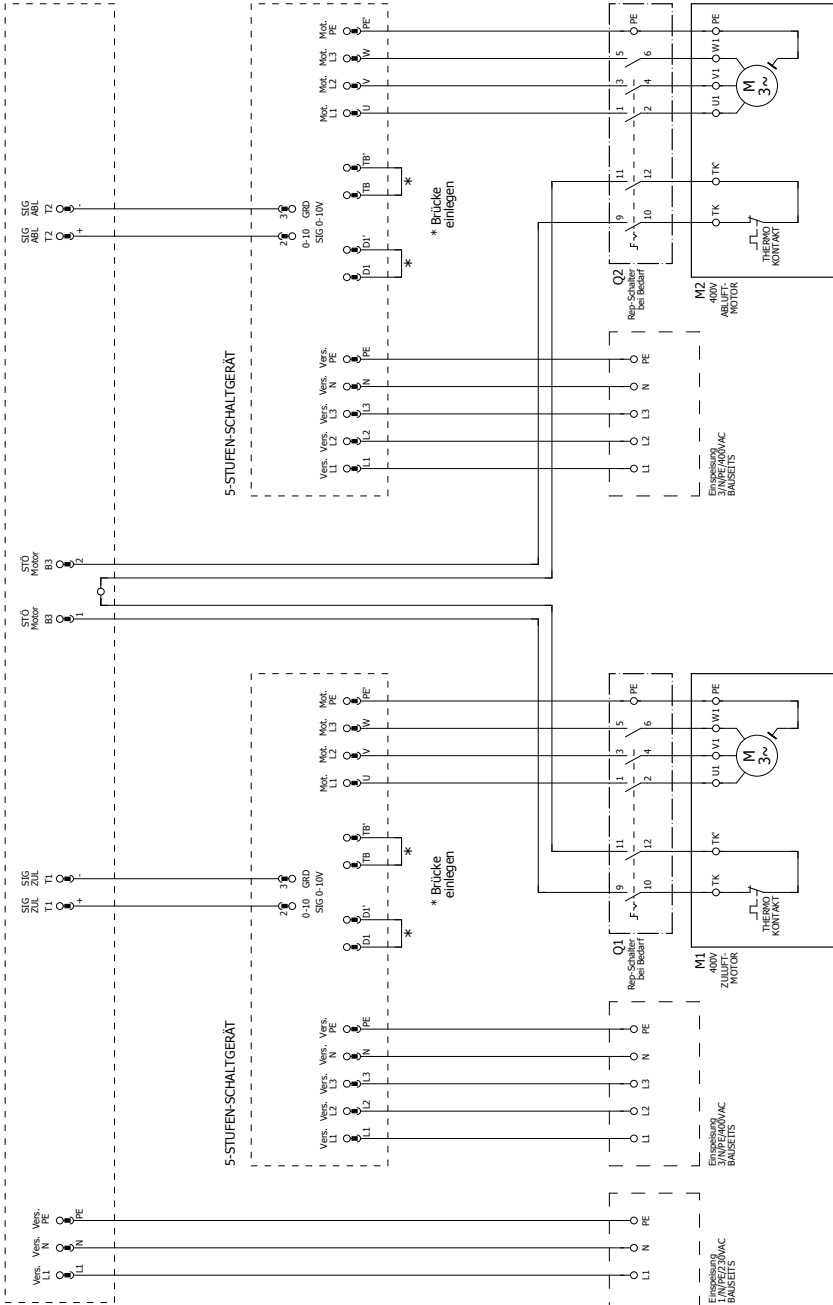 Vers.
L1
L1
Vers.
N
N
Vers.
PE
PE
SIG
ZUL
T1
+
SIG
ZUL
T1
-
STÖ
Motor
B3
1
STÖ
Motor
B3
2
SIG
ABL
T2
+
SIG
ABL
T2
-
5-STUFEN-SCHALTGERÄT
2
0-10
SIG 0-10V
3
GRD
Vers.
L1
L1
Vers.
L2
L2
Vers.
L3
L3
Vers.
N
N
Vers.
PE
PE
D1
D1'
*
TB
TB'
*
Mot.
L1
U
Mot.
L2
V
Mot.
L3
W
Mot.
PE
PE'
* Brücke
einlegen
5-STUFEN-SCHALTGERÄT
2
0-10
SIG 0-10V
3
GRD
Vers.
L1
L1
Vers.
L2
L2
Vers.
L3
L3
Vers.
N
N
Vers.
PE
PE
D1
D1'
*
TB
TB'
*
Mot.
L1
U
Mot.
L2
V
Mot.
L3
W
Mot.
PE
PE'
* Brücke
einlegen
L1
N
PE
Einspeisung
1/N/PE/230VAC
BAUSEITS
L1
L2
L3
N
PE
Einspeisung
3/N/PE/400VAC
BAUSEITS
Q1
Rep-Schalter
bei Bedarf
9
11
1
3
5
PE
10
12
2
4
6
M1
400V
ZULUFT-
MOTOR
TK
TK'
U1
V1
W1
PE
THERMO
KONTAKT
M
3~
L1
L2
L3
N
PE
Einspeisung
3/N/PE/400VAC
BAUSEITS
Q2
Rep-Schalter
bei Bedarf
9
11
1
3
5
PE
10
12
2
4
6
M2
400V
ABLUFT-
MOTOR
TK
TK'
U1
V1
W1
PE
THERMO
KONTAKT
M
3~